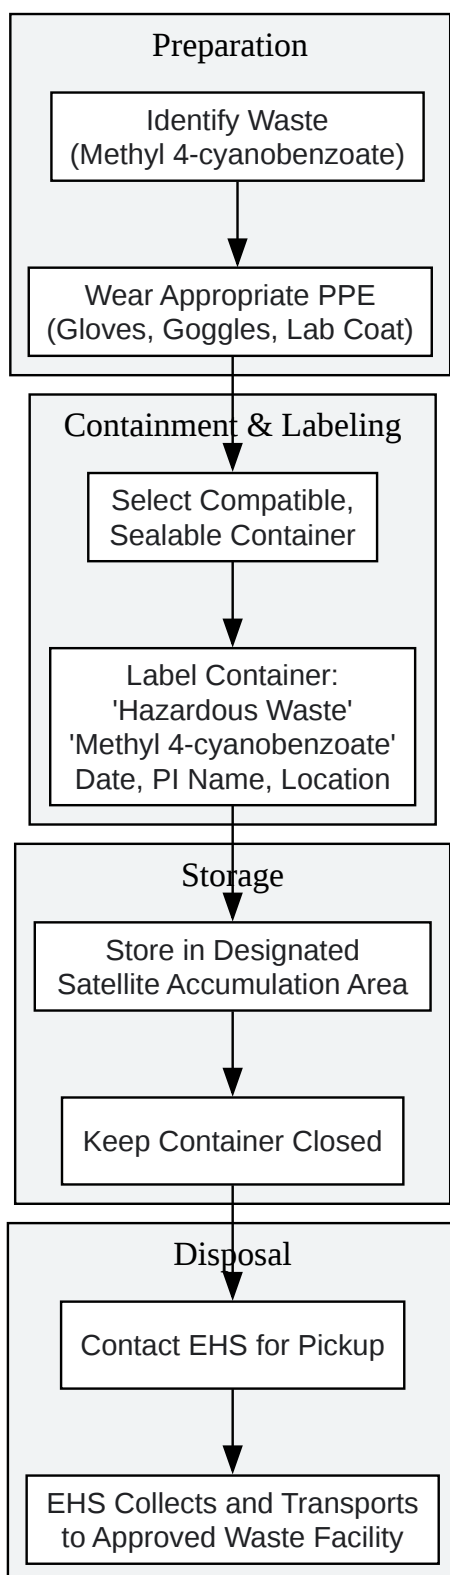 Preparation
Identify Waste
(Methyl 4-cyanobenzoate)
Wear Appropriate PPE
(Gloves, Goggles, Lab Coat)
Containment & Labeling
Select Compatible,
Sealable Container
Label Container:
'Hazardous Waste'
'Methyl 4-cyanobenzoate'
Date, PI Name, Location
Storage
Store in Designated
Satellite Accumulation Area
Keep Container Closed
Disposal
Contact EHS for Pickup
EHS Collects and Transports
to Approved Waste Facility